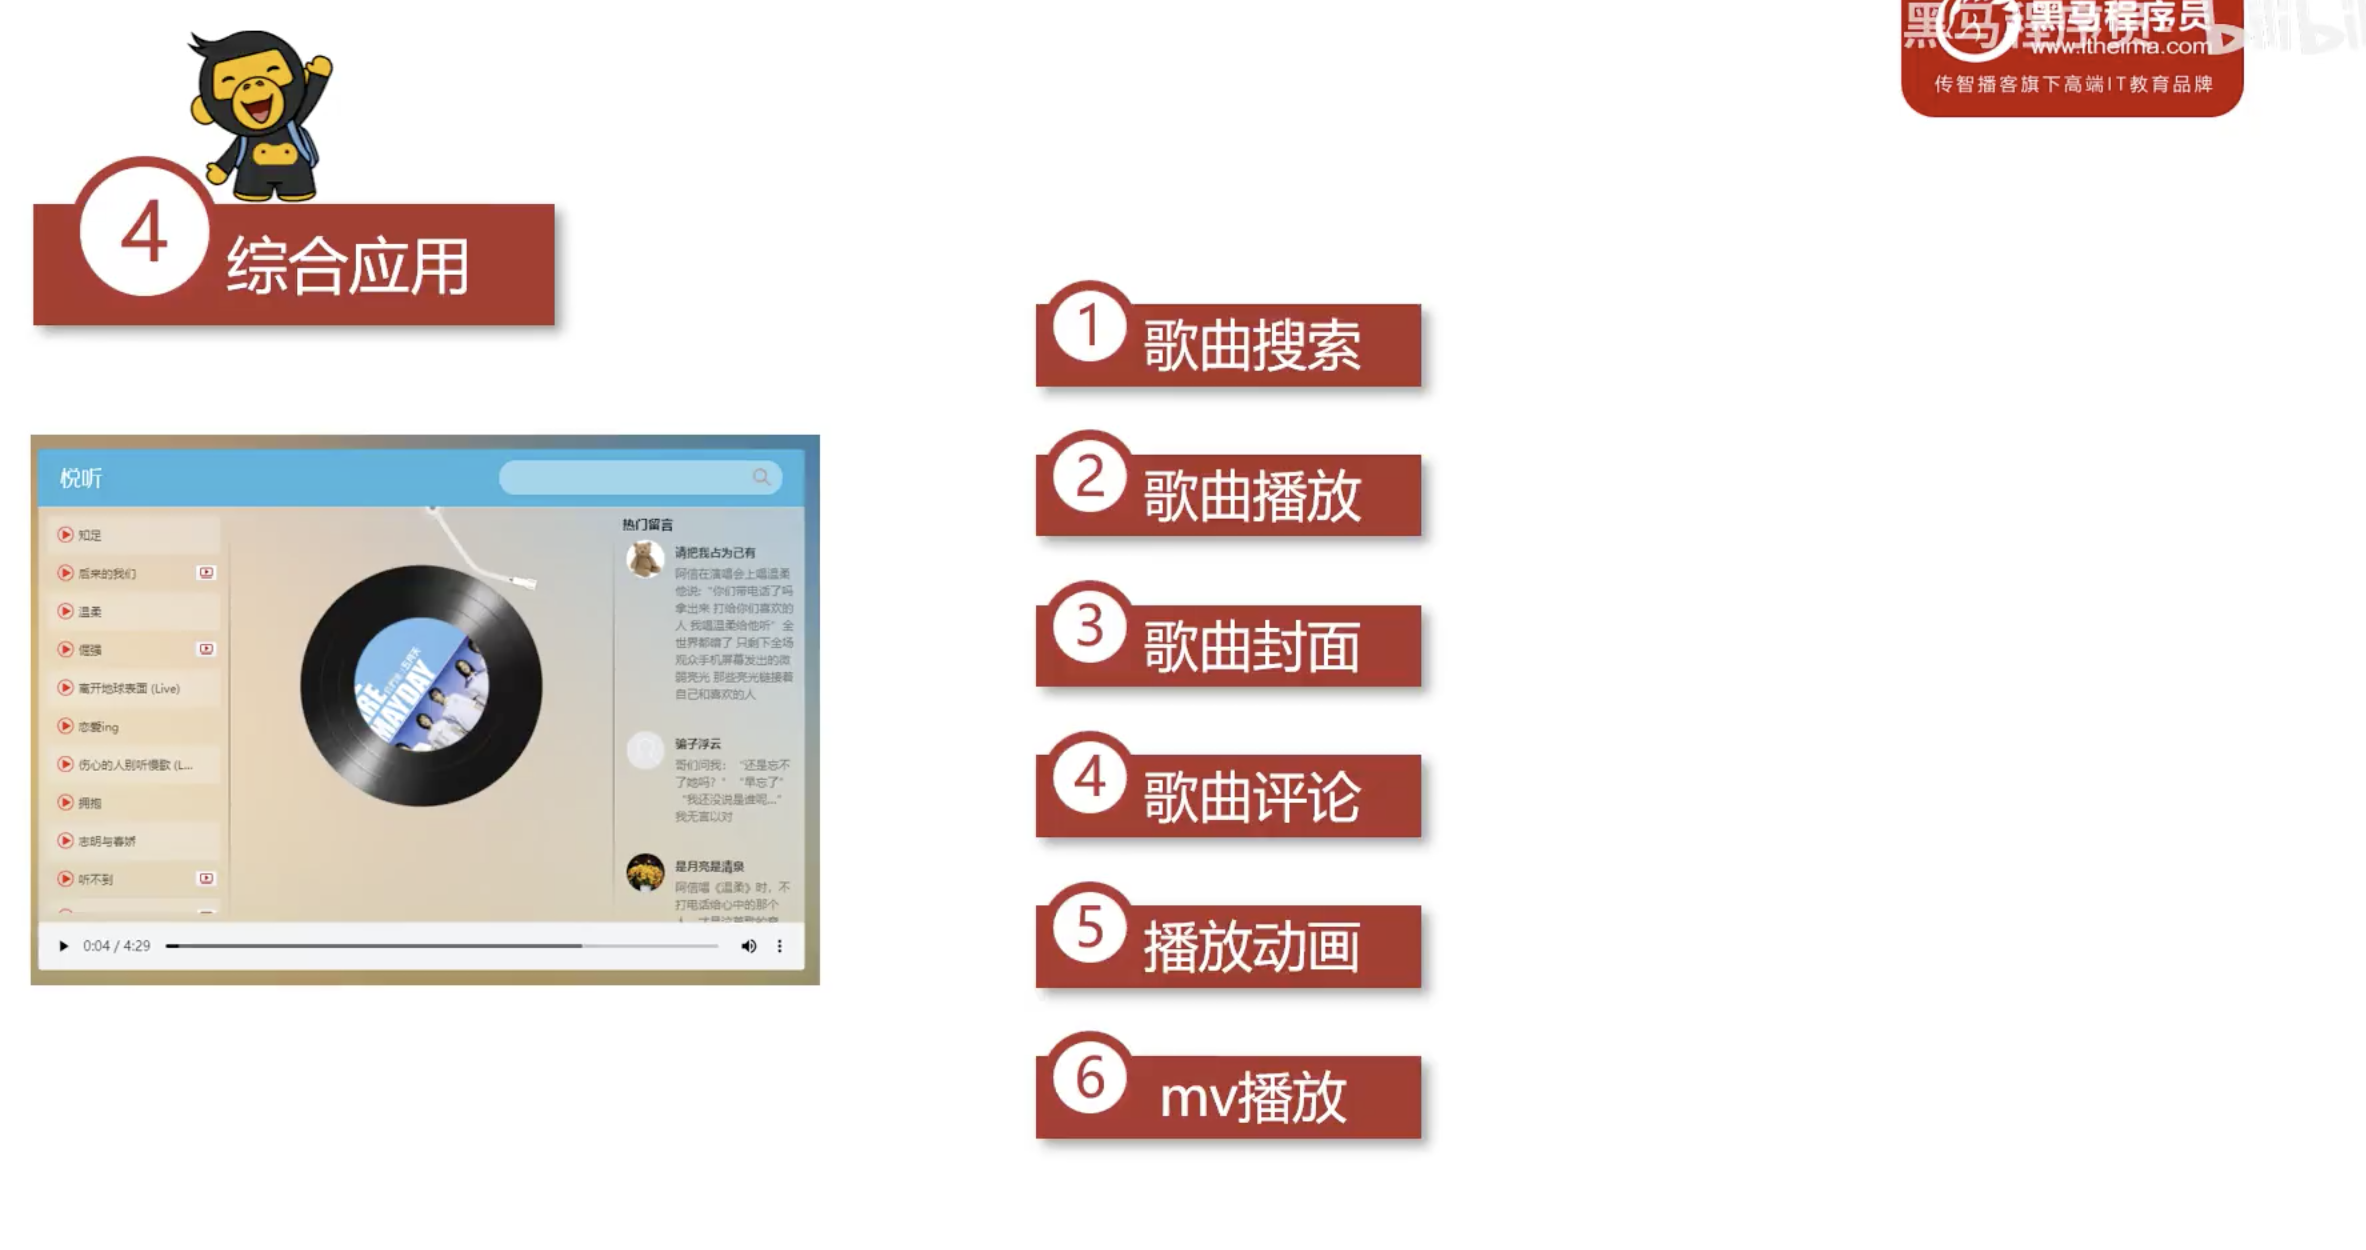 黑马程序员
www.itheima.com
传智播客旗下高端IT教育品牌
4
综合应用
悦听
知足
后来的我们
温柔
倔强
离开地球表面 (Live)
恋爱ing
伤心的人别听慢歌 (L...
拥抱
志明与春娇
听不到
MAYDAY
热门留言
请把我占为己有
阿信在演唱会上唱温柔
他说: “你们带电话了吗
拿出来 打给你们喜欢的
人 我唱温柔给他听” 全
世界都暗了 只剩下全场
观众手机屏幕发出的微
弱亮光 那些亮光链接着
自己和喜欢的人
骗子浮云
哥们问我: “还是忘不
了她吗? ” “早忘了”
“我还没说是谁呢...”
我无言以对
是月亮是清泉
阿信唱《温柔》时, 不
打电话给心中的那个
0:04 / 4:29
1
歌曲搜索
2
歌曲播放
3
歌曲封面
4
歌曲评论
5
播放动画
6
mv播放